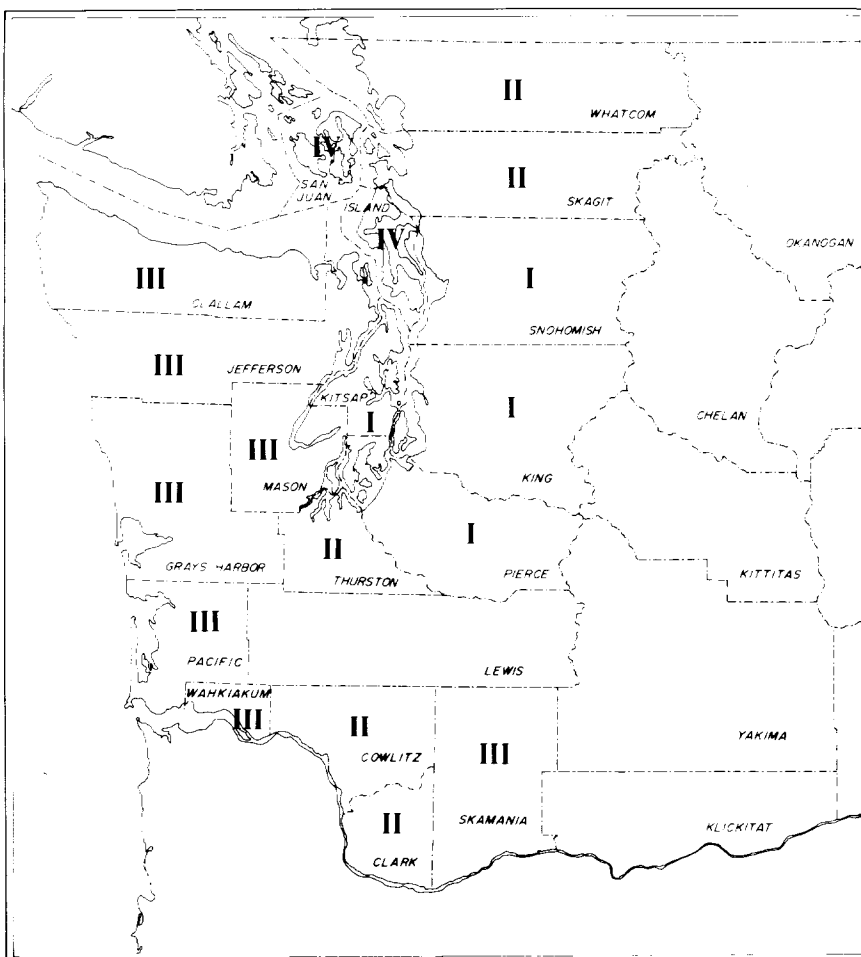 II
WHATCOM
IV
SAN
JUAN
II
SKAGIT
ISLAND
IV
OKANOGAN
III
CLALLAM
I
SNOHOMISH
III
JEFFERSON
KITSAP
I
I
CHELAN
III
MASON
KING
III
GRAYS HARBOR
II
THURSTON
I
PIERCE
KITTITAS
III
PACIFIC
LEWIS
WAHKIAKUM
III
II
COWLITZ
III
YAKIMA
SKAMANIA
KLICKITAT
II
CLARK